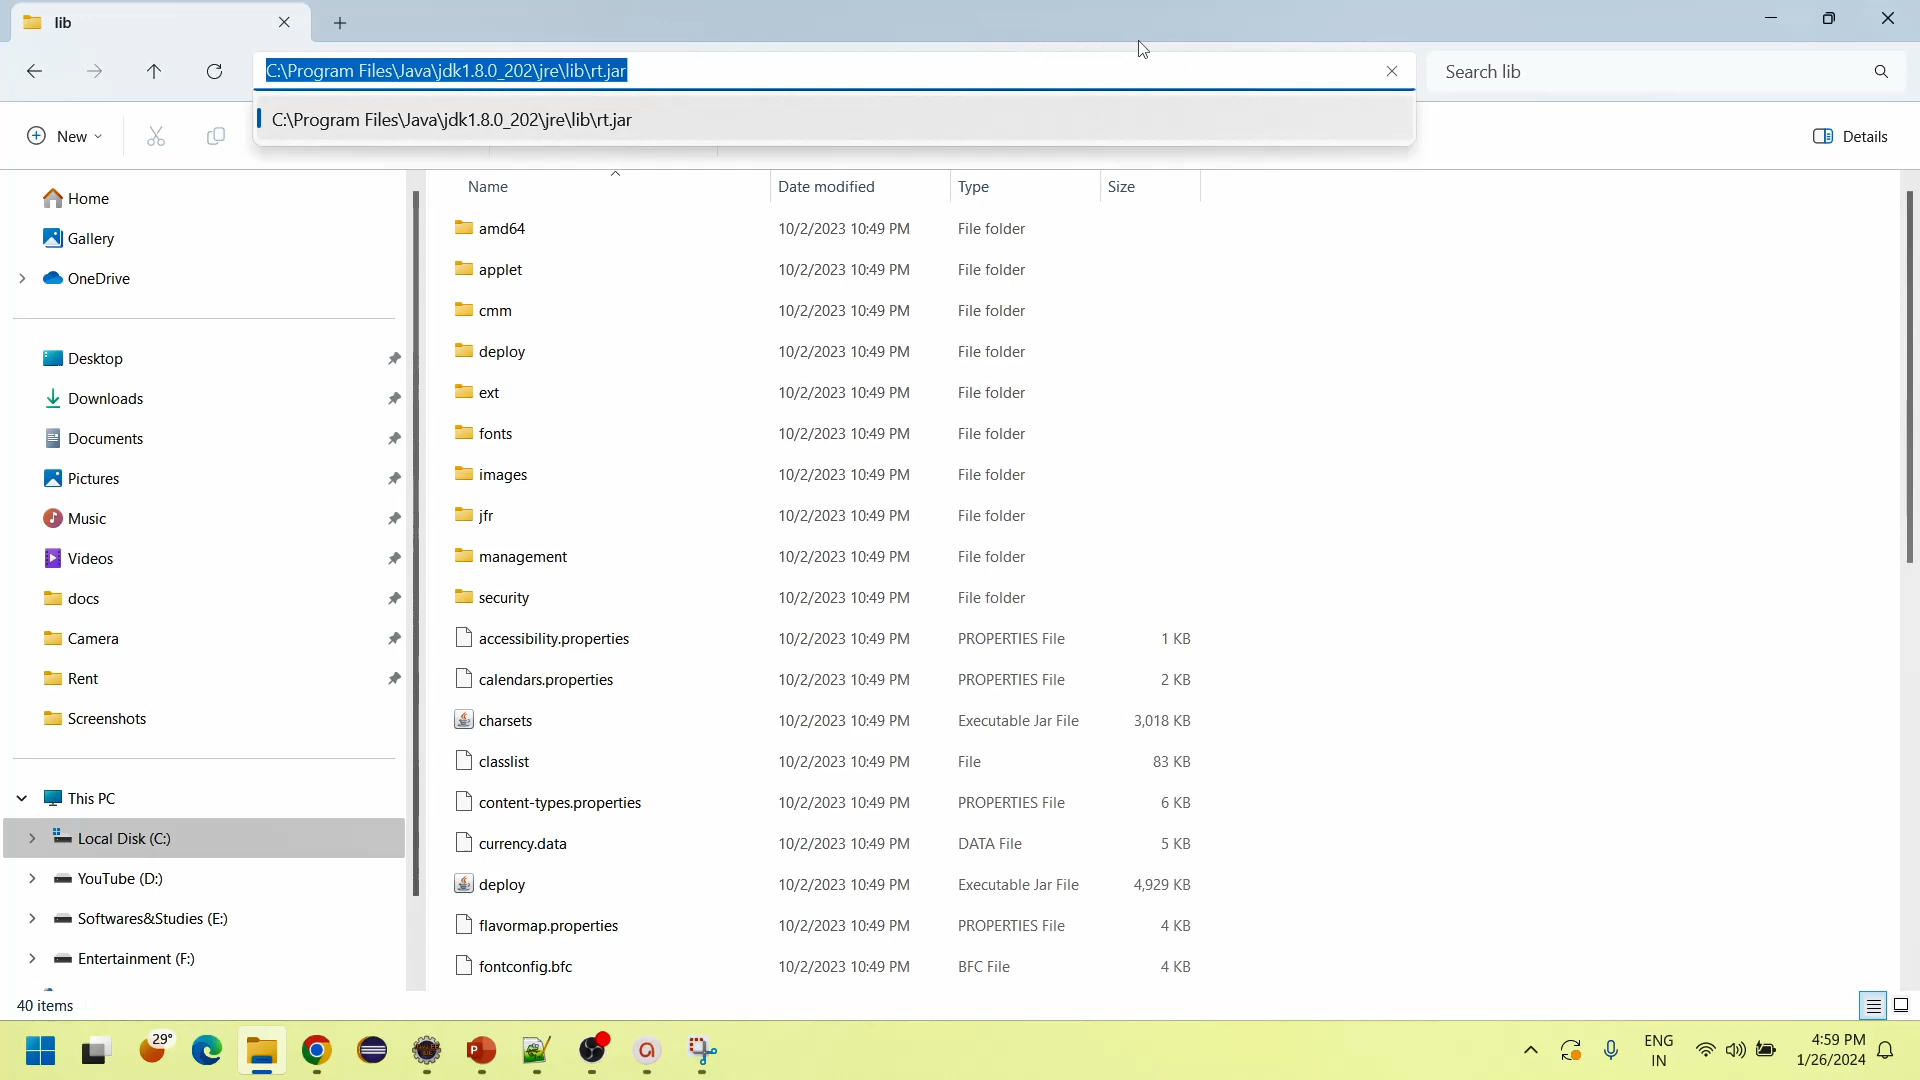 lib
C:\Program Files\Java\jdk1.8.0_202\jre\lib\rt.jar
Search lib
C:\Program Files\Java\jdk1.8.0_202\jre\lib\rt.jar
New
Details
Name Date modified Type Size
Home
Gallery
OneDrive
Desktop
Downloads
Documents
Pictures
Music
Videos
docs
Camera
Rent
Screenshots
This PC
Local Disk (C:)
YouTube (D:)
Softwares&Studies (E:)
Entertainment (F:)
amd64 10/2/2023 10:49 PM File folder
applet 10/2/2023 10:49 PM File folder
cmm 10/2/2023 10:49 PM File folder
deploy 10/2/2023 10:49 PM File folder
ext 10/2/2023 10:49 PM File folder
fonts 10/2/2023 10:49 PM File folder
images 10/2/2023 10:49 PM File folder
jfr 10/2/2023 10:49 PM File folder
management 10/2/2023 10:49 PM File folder
security 10/2/2023 10:49 PM File folder
accessibility.properties 10/2/2023 10:49 PM PROPERTIES File 1 KB
calendars.properties 10/2/2023 10:49 PM PROPERTIES File 2 KB
charsets 10/2/2023 10:49 PM Executable Jar File 3,018 KB
classlist 10/2/2023 10:49 PM File 83 KB
content-types.properties 10/2/2023 10:49 PM PROPERTIES File 6 KB
currency.data 10/2/2023 10:49 PM DATA File 5 KB
deploy 10/2/2023 10:49 PM Executable Jar File 4,929 KB
flavormap.properties 10/2/2023 10:49 PM PROPERTIES File 4 KB
fontconfig.bfc 10/2/2023 10:49 PM BFC File 4 KB
40 items
29°
ENG
IN
4:59 PM
1/26/2024